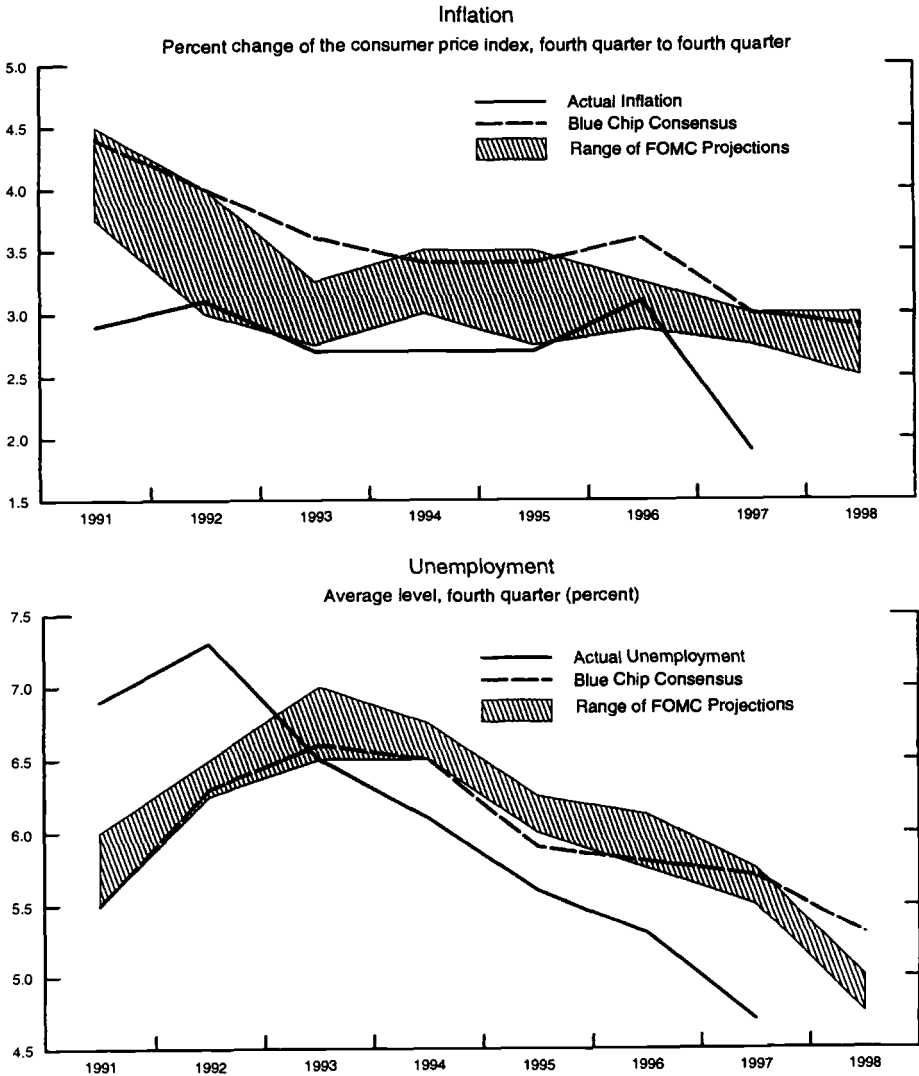 Inflation
Percent change of the consumer price index, fourth quarter to fourth quarter
5.0
4.5
4.0
3.5
3.0
2.5
2.0
1.5
Actual Inflation
Blue Chip Consensus
Range of FOMC Projections
1991 1992 1993 1994 1995 1996 1997 1998
Unemployment
Average level, fourth quarter (percent)
7.5
7.0
6.5
6.0
5.5
5.0
4.5
Actual Unemployment
Blue Chip Consensus
Range of FOMC Projections
1991 1992 1993 1994 1995 1996 1997 1998